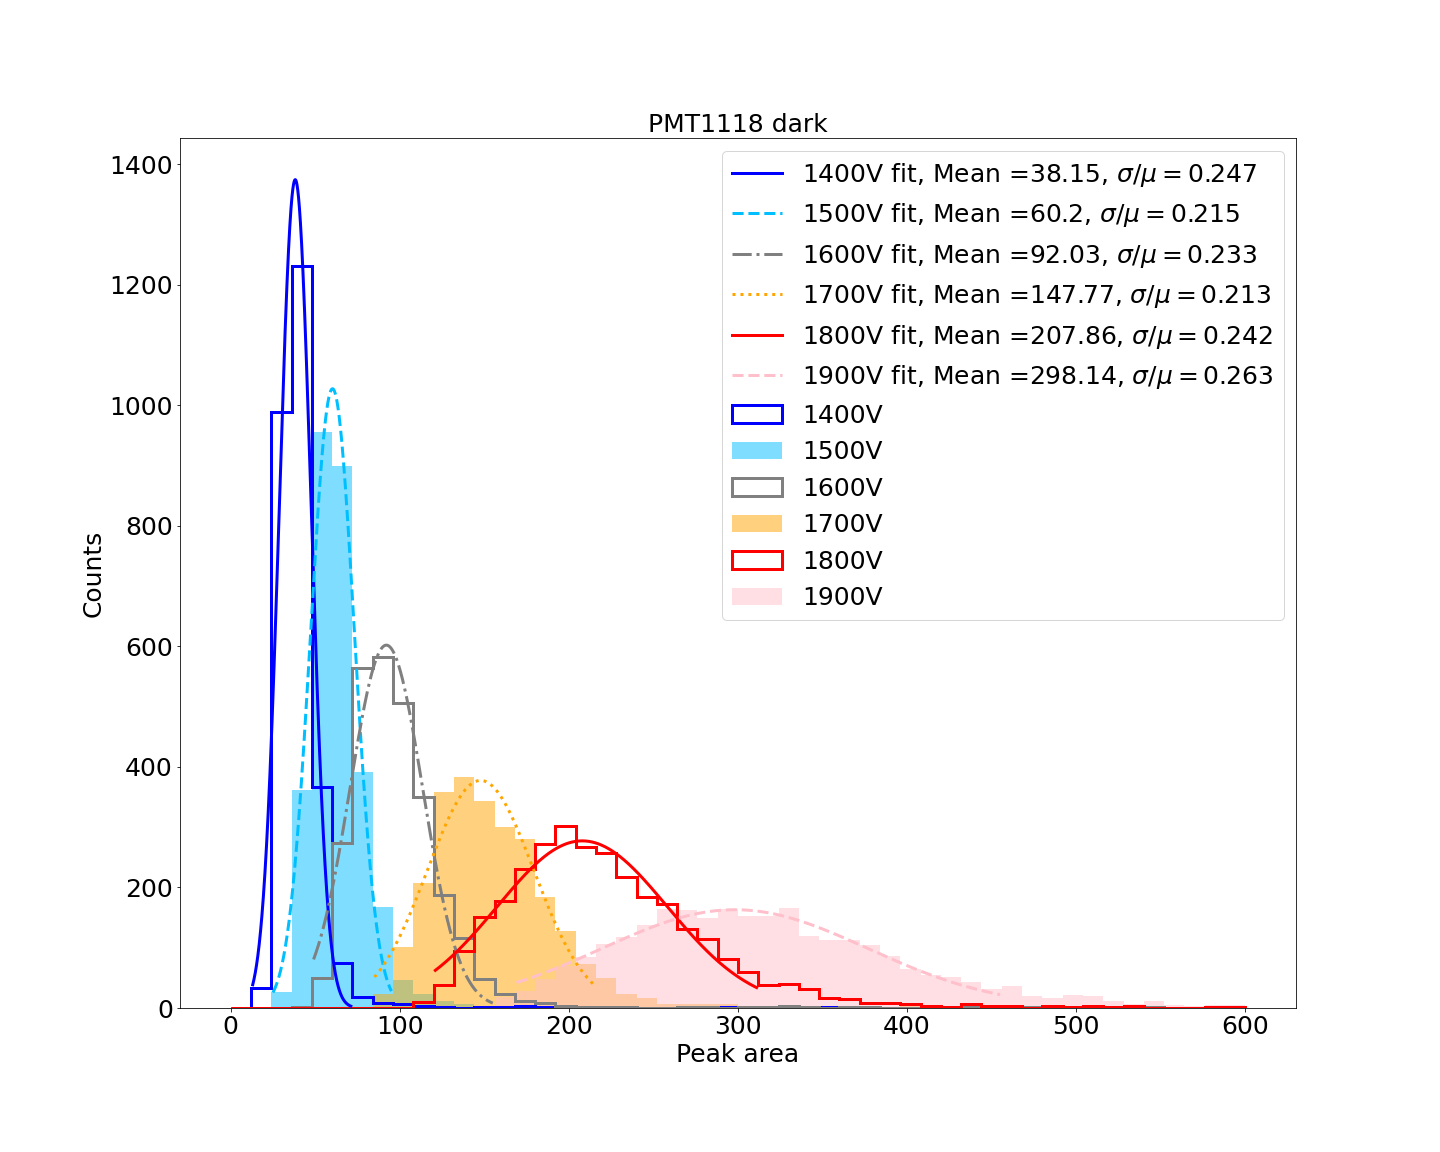 PMT1118 dark
1400V fit, Mean =38.15, σ/μ = 0.247
1500V fit, Mean =60.2, σ/μ = 0.215
1600V fit, Mean =92.03, σ/μ = 0.233
1700V fit, Mean =147.77, σ/μ = 0.213
1800V fit, Mean =207.86, σ/μ = 0.242
1900V fit, Mean =298.14, σ/μ = 0.263
1400V
1500V
1600V
1700V
1800V
1900V
Counts
1400
1200
1000
800
600
400
200
0
0 100 200 300 400 500 600
Peak area